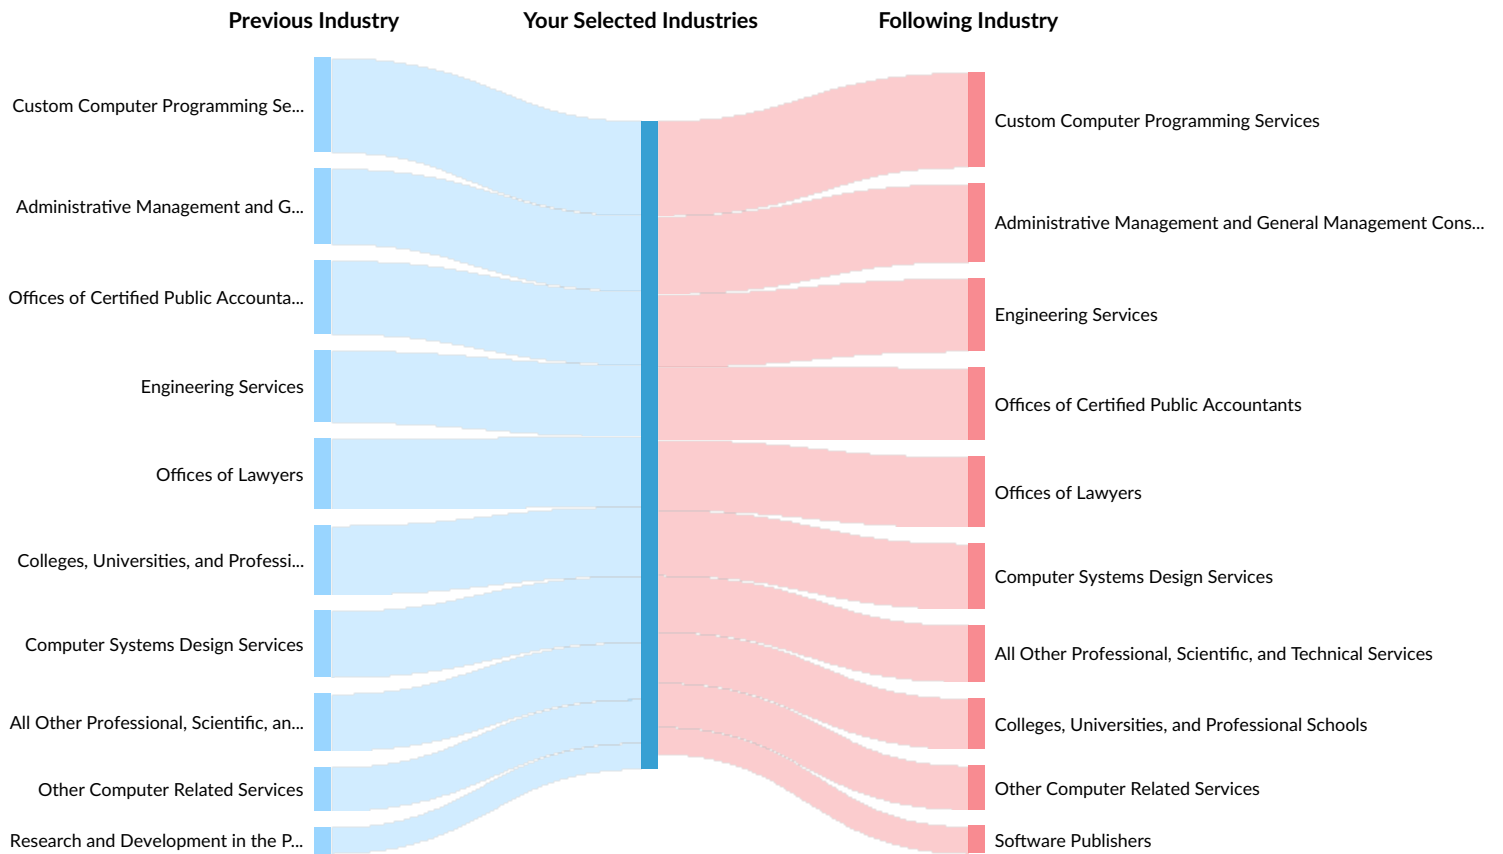 Previous Industry
Your Selected Industries
Following Industry
Custom Computer Programming Se...
Administrative Management and G...
Offices of Certified Public Accounta...
Engineering Services
Offices of Lawyers
Colleges, Universities, and Professi...
Computer Systems Design Services
All Other Professional, Scientific, an...
Other Computer Related Services
Research and Development in the P...
Custom Computer Programming Services
Administrative Management and General Management Cons...
Engineering Services
Offices of Certified Public Accountants
Offices of Lawyers
Computer Systems Design Services
All Other Professional, Scientific, and Technical Services
Colleges, Universities, and Professional Schools
Other Computer Related Services
Software Publishers